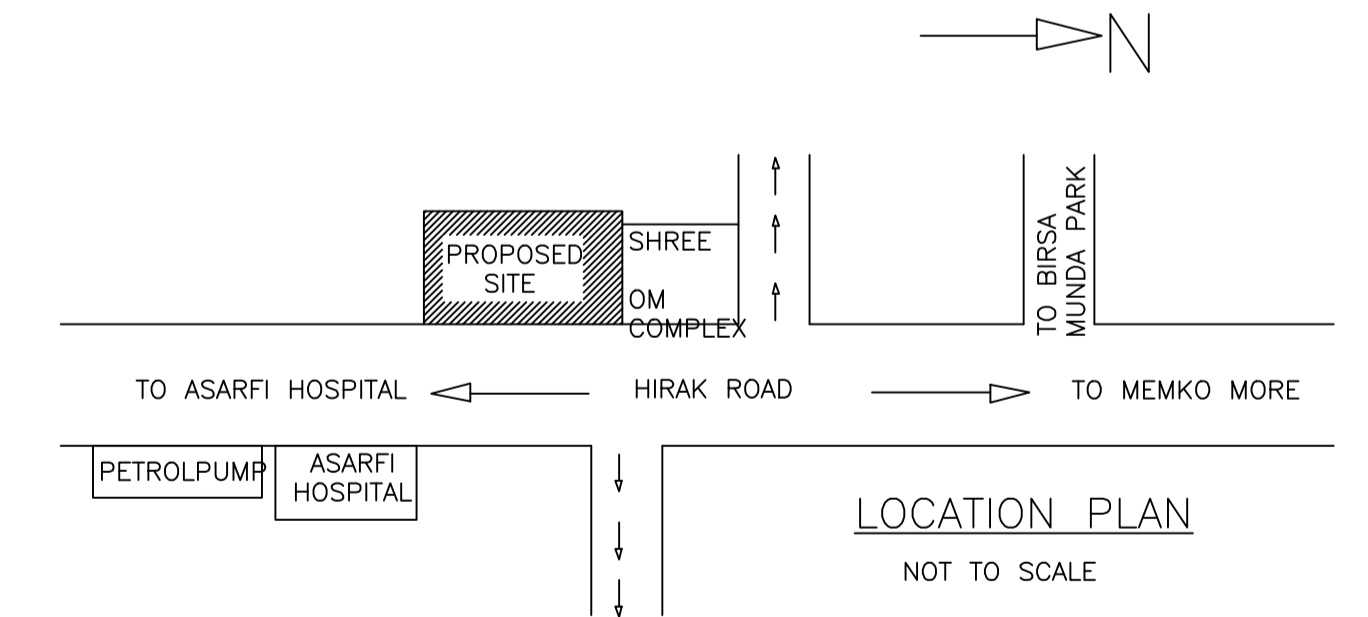 N
PROPOSED
SITE
SHREE
OM
COMPLEX
TO BIRSA
MUNDA PARK
TO ASARFI HOSPITAL
HIRAK ROAD
TO MEMKO MORE
PETROLPUMP
ASARFI
HOSPITAL
LOCATION PLAN
NOT TO SCALE